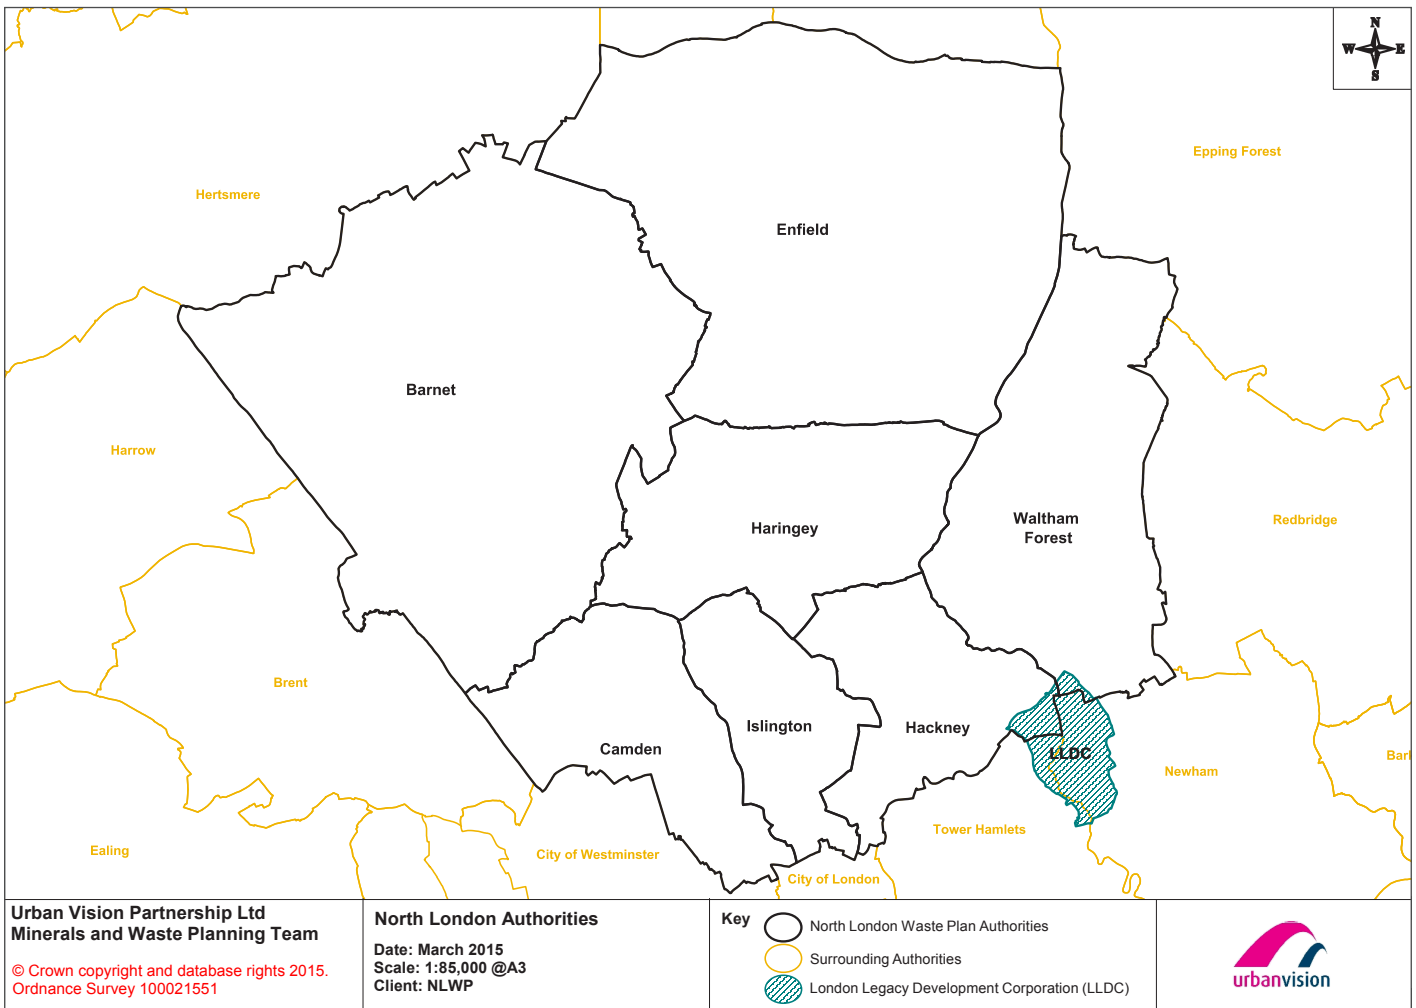 N
W E
S
Epping Forest
Hertsmere
Enfield
Barnet
Harrow
Haringey
Waltham
Forest
Redbridge
Brent
Islington
Hackney
Camden
LLDC
Newham
Bark
Tower Hamlets
Ealing
City of Westminster
City of London
Urban Vision Partnership Ltd
Minerals and Waste Planning Team
© Crown copyright and database rights 2015.
Ordnance Survey 100021551
North London Authorities
Date: March 2015
Scale: 1:85,000 @A3
Client: NLWP
Key
North London Waste Plan Authorities
Surrounding Authorities
London Legacy Development Corporation (LLDC)
urbanvision